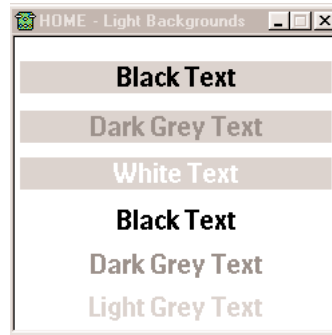 HOME - Light Backgrounds
Black Text
Dark Grey Text
White Text
Black Text
Dark Grey Text
Light Grey Text